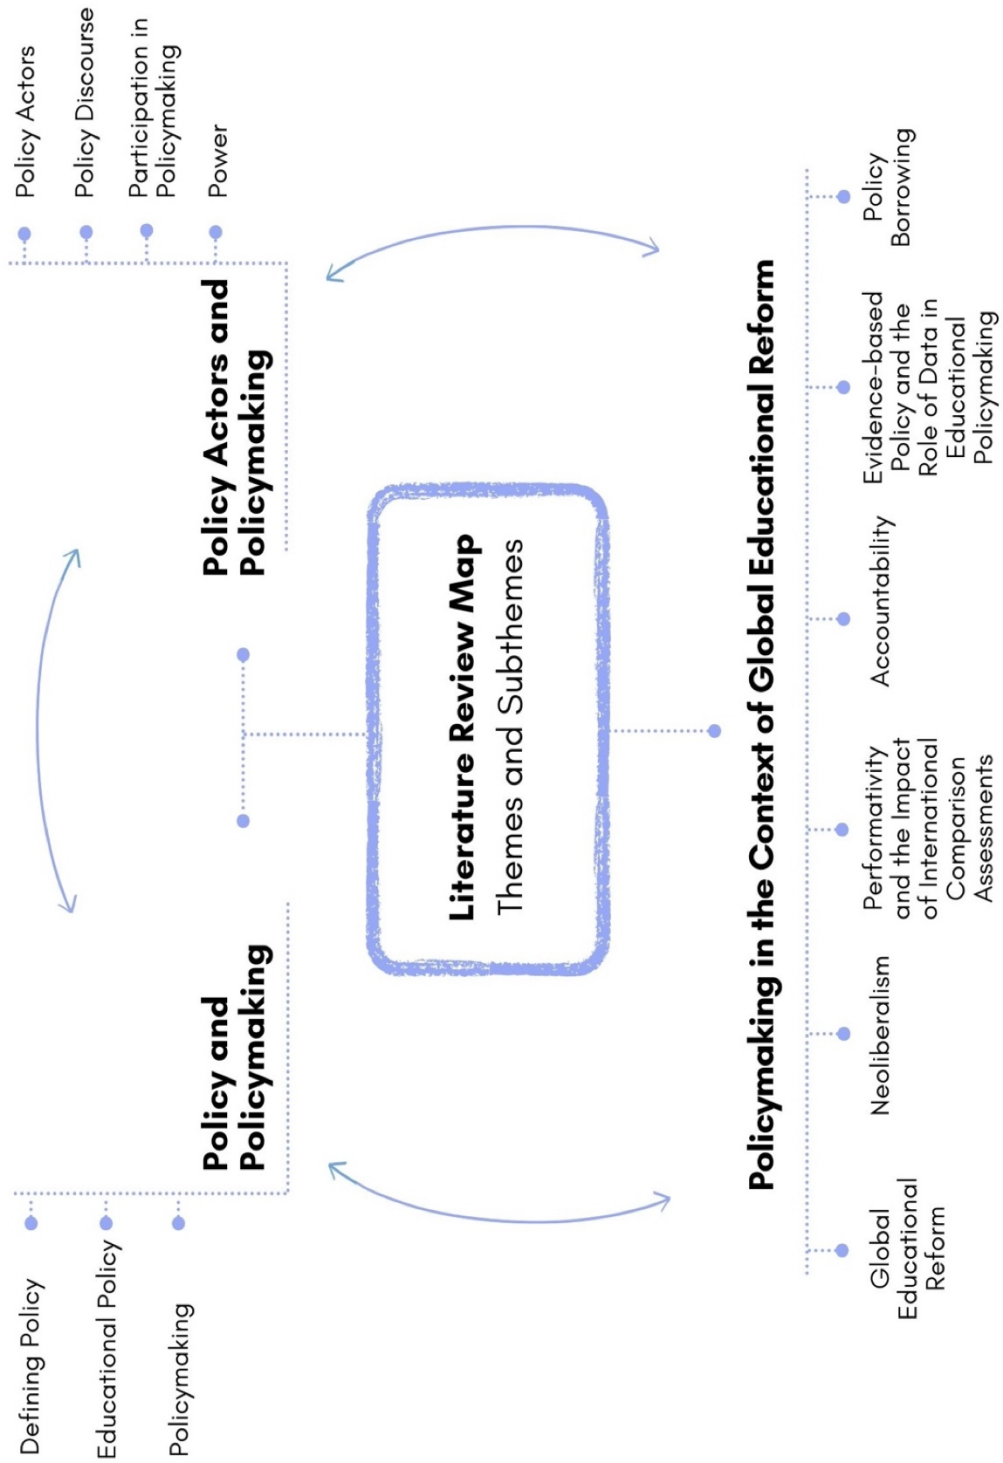 Defining Policy
Educational Policy
Policymaking
Policy and
Policymaking
Policy Actors and
Policymaking
Policy Actors
Policy Discourse
Participation in
Policymaking
Power
Literature Review Map
Themes and Subthemes
Policymaking in the Context of Global Educational Reform
Global
Educational
Reform
Neoliberalism
Performativity
and the Impact
of International
Comparison
Assessments
Accountability
Evidence-based
Policy and the
Role of Data in
Educational
Policymaking
Policy
Borrowing